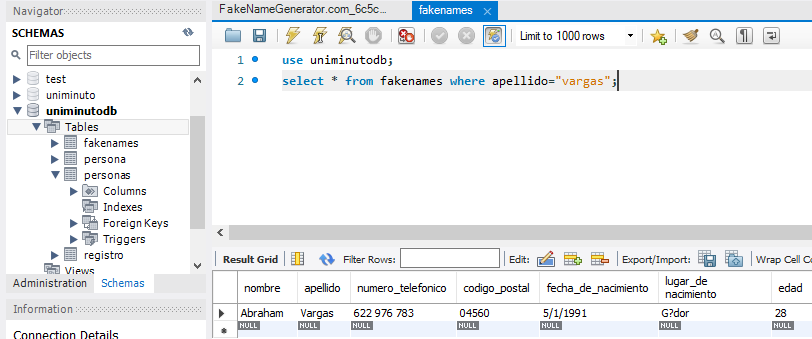 Navigator
SCHEMAS
Filter objects
test
uniminuto
uniminutodb
Tables
fakenames
persona
personas
Columns
Indexes
Foreign Keys
Triggers
registro
Views
Administration Schemas
Information
Connection Details
FakeNameGenerator.com_6c5c... fakenames
Limit to 1000 rows
1 use uniminutodb;
2 select * from fakenames where apellido="vargas";
Result Grid Filter Rows: Edit: Export/Import: Wrap Cell Co
nombre apellido numero_telefonico codigo_postal fecha_de_nacimiento lugar_de_nacimiento edad
Abraham Vargas 622 976 783 04560 5/1/1991 G?dor 28
NULL NULL NULL NULL NULL NULL NULL